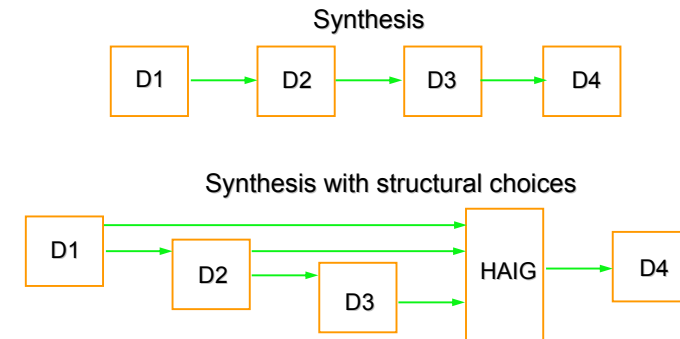 Synthesis
D1 D2 D3 D4
Synthesis with structural choices
D1
D2
D3
HAIG
D4